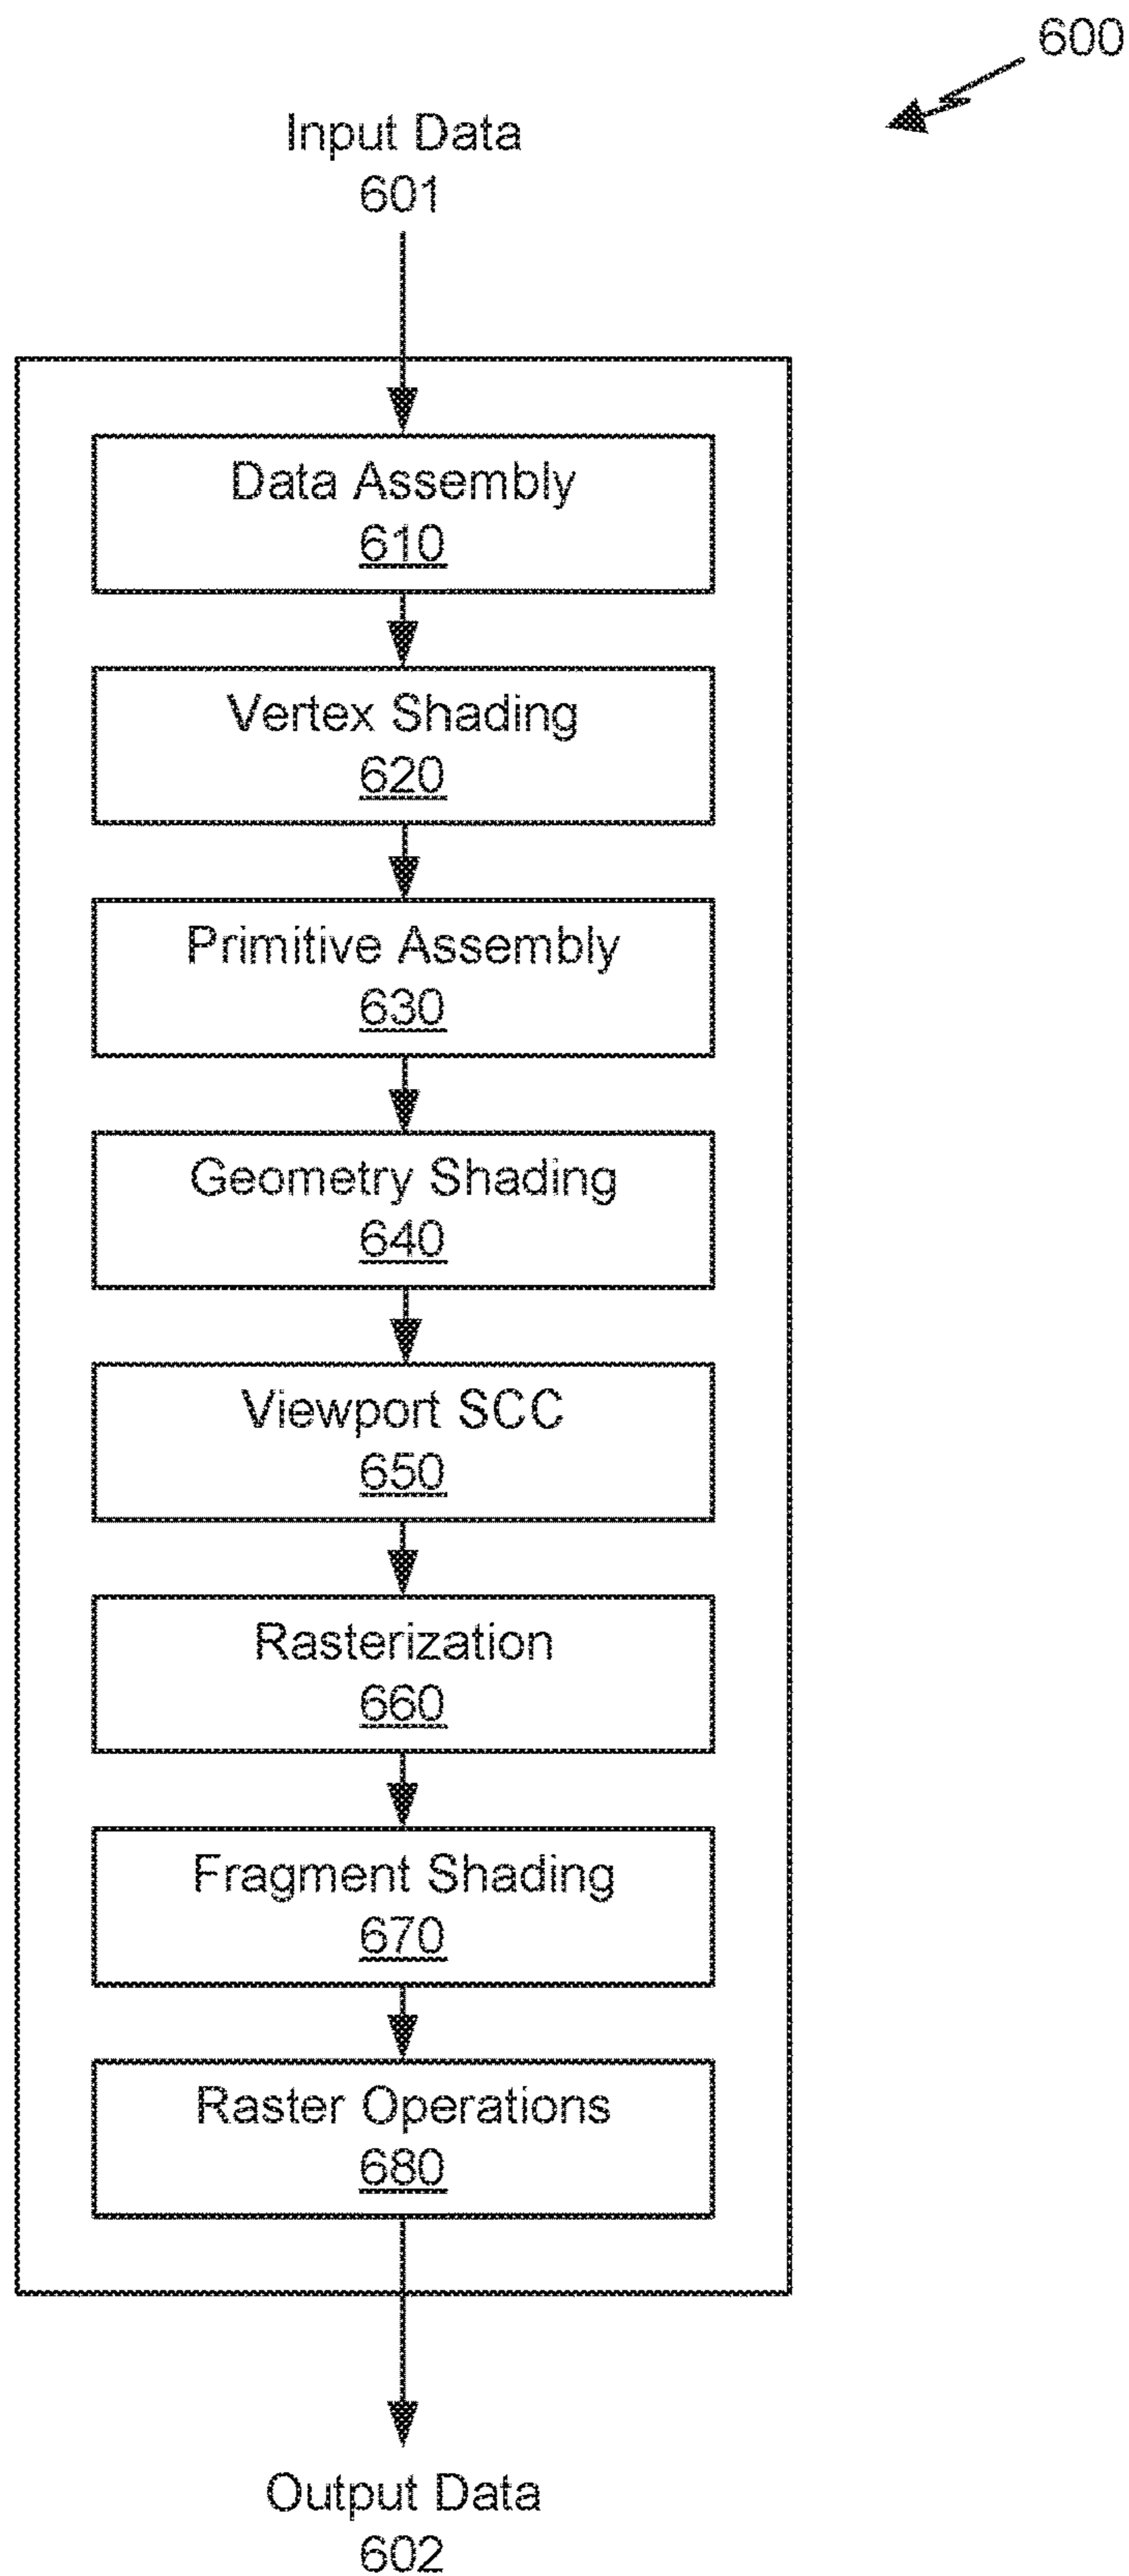 600
Input Data
601
Data Assembly
610
Vertex Shading
620
Primitive Assembly
630
Geometry Shading
640
Viewport SCC
650
Rasterization
660
Fragment Shading
670
Raster Operations
680
Output Data
602